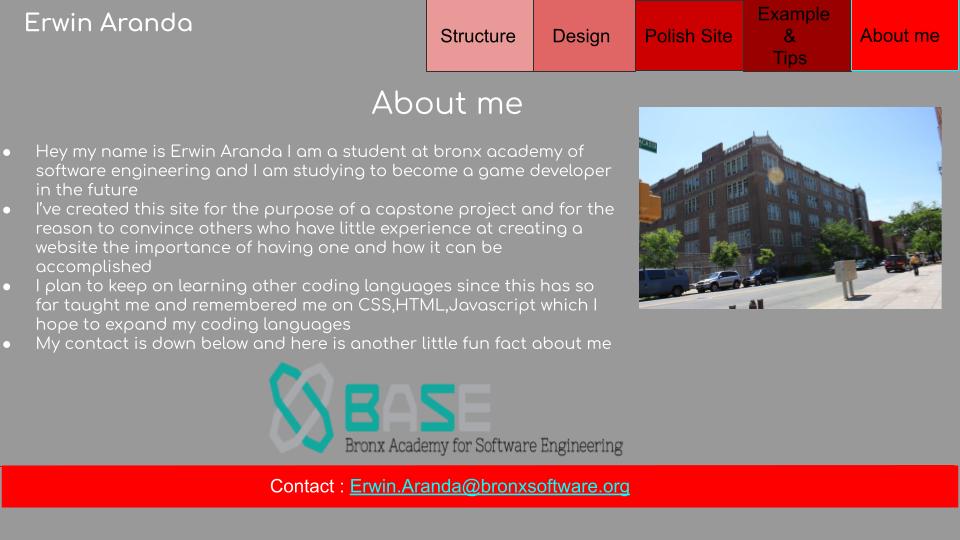 Erwin Aranda
Structure
Design
Polish Site
Example
&
Tips
About me
About me
● Hey my name is Erwin Aranda I am a student at bronx academy of
software engineering and I am studying to become a game developer
in the future
● I've created this site for the purpose of a capstone project and for the
reason to convince others who have little experience at creating a
website the importance of having one and how it can be
accomplished
● I plan to keep on learning other coding languages since this has so
far taught me and remembered me on CSS,HTML,Javascript which I
hope to expand my coding languages
● My contact is down below and here is another little fun fact about me
BASE
Bronx Academy for Software Engineering
Contact : Erwin.Aranda@bronxsoftware.org